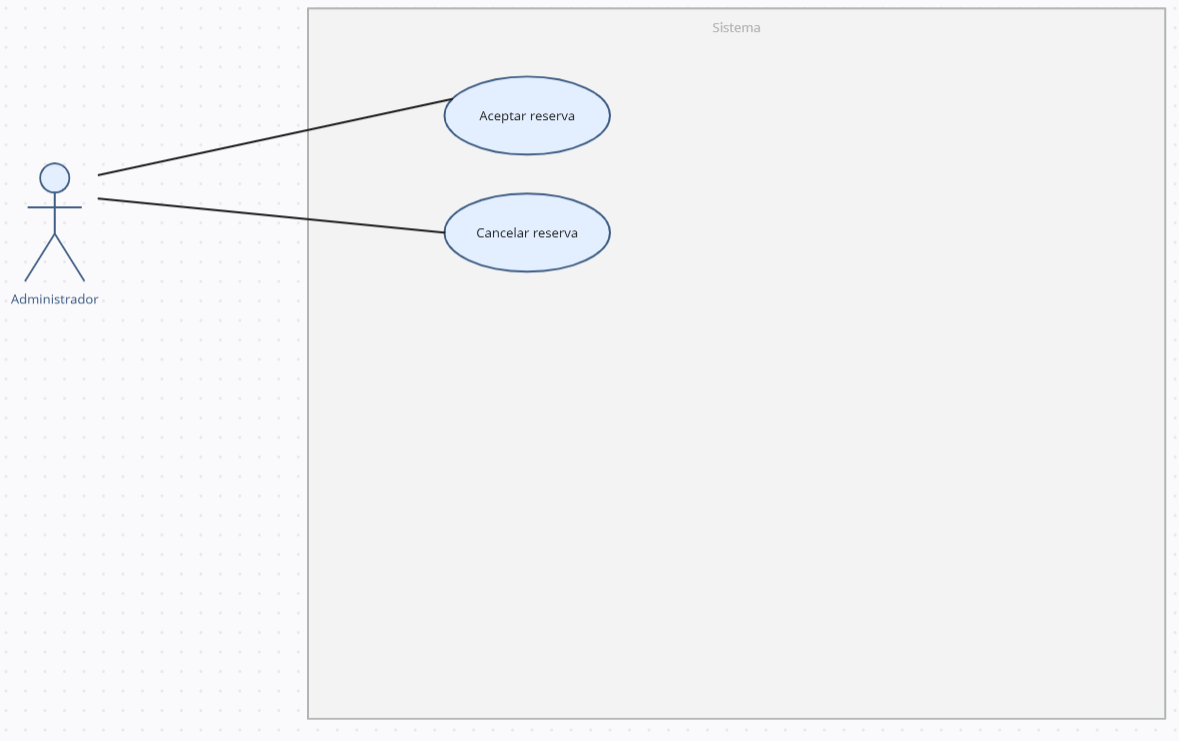 Sistema
Aceptar reserva
Cancelar reserva
Administrador